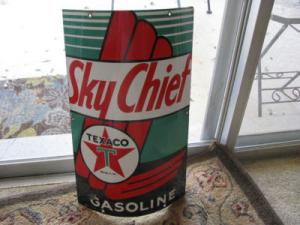 Sky Chief
TEXACO
T
GASOLINE